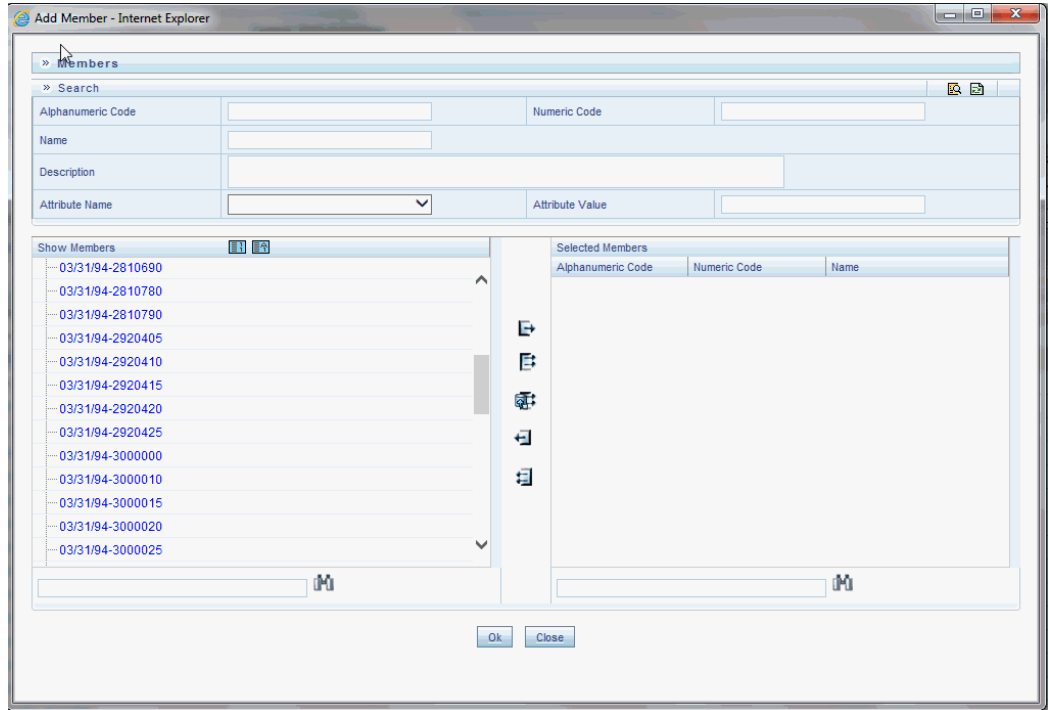 Add Member - Internet Explorer
» Members
» Search
Alphanumeric Code
Numeric Code
Name
Description
Attribute Name
Attribute Value
Show Members
03/31/94-2810690
03/31/94-2810780
03/31/94-2810790
03/31/94-2920405
03/31/94-2920410
03/31/94-2920415
03/31/94-2920420
03/31/94-2920425
03/31/94-3000000
03/31/94-3000010
03/31/94-3000015
03/31/94-3000020
03/31/94-3000025
Selected Members
Alphanumeric Code Numeric Code Name
Ok Close